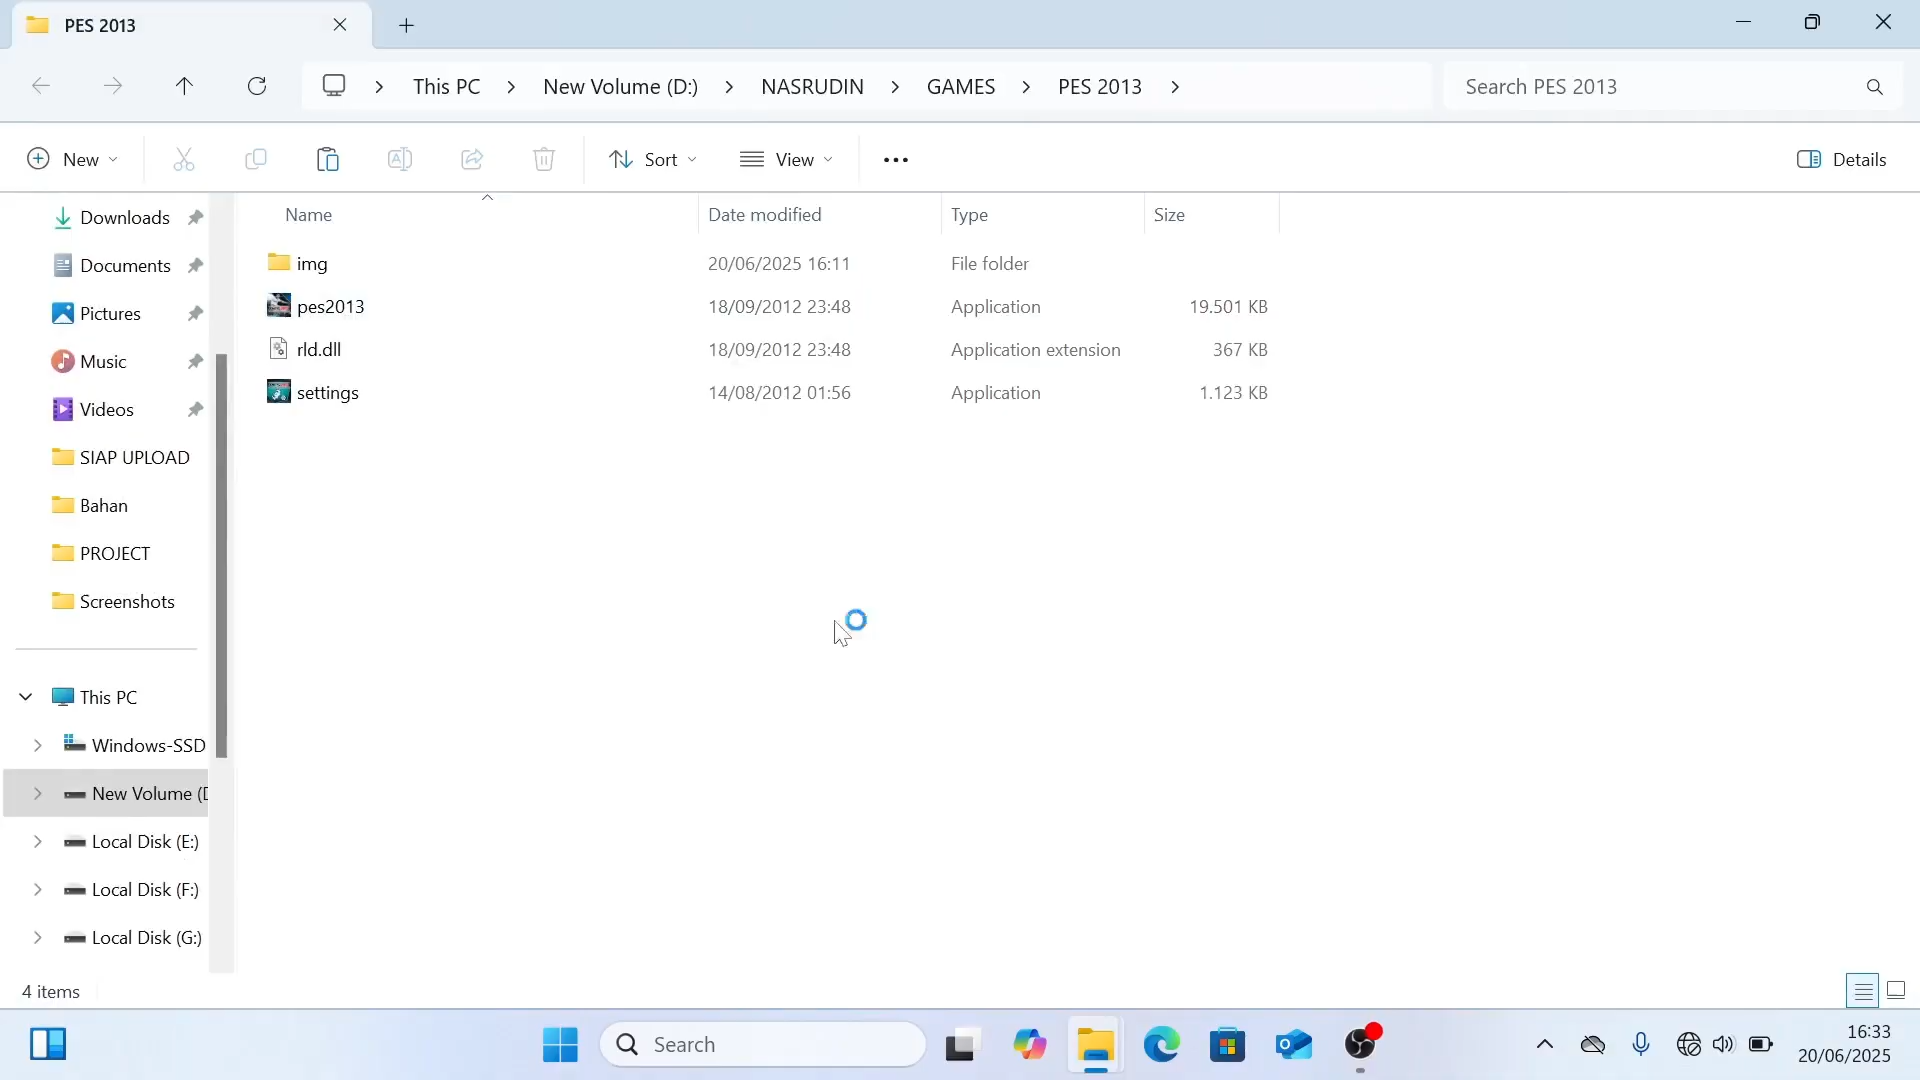 PES 2013
This PC > New Volume (D:) > NASRUDIN > GAMES > PES 2013 >
Search PES 2013
New
Sort
View
Details
Name Date modified Type Size
img 20/06/2025 16:11 File folder
pes2013 18/09/2012 23:48 Application 19.501 KB
rld.dll 18/09/2012 23:48 Application extension 367 KB
settings 14/08/2012 01:56 Application 1.123 KB
Downloads
Documents
Pictures
Music
Videos
SIAP UPLOAD
Bahan
PROJECT
Screenshots
This PC
Windows-SSD
New Volume (D
Local Disk (E:)
Local Disk (F:)
Local Disk (G:)
4 items
Search
16:33
20/06/2025